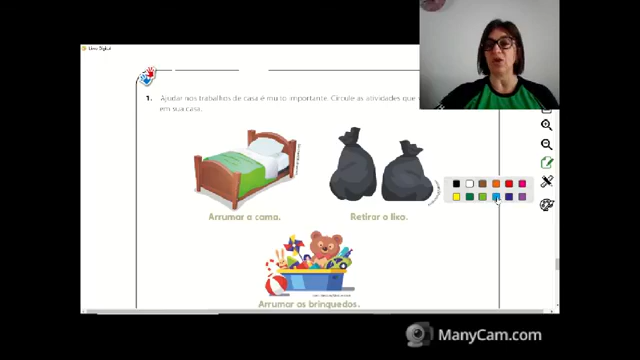 Livro Digital
1. Ajudar nos trabalhos de casa é muito importante. Circule as atividades que
em sua casa.
Arrumar a cama.
Retirar o lixo.
Arrumar os brinquedos.
ManyCam.com